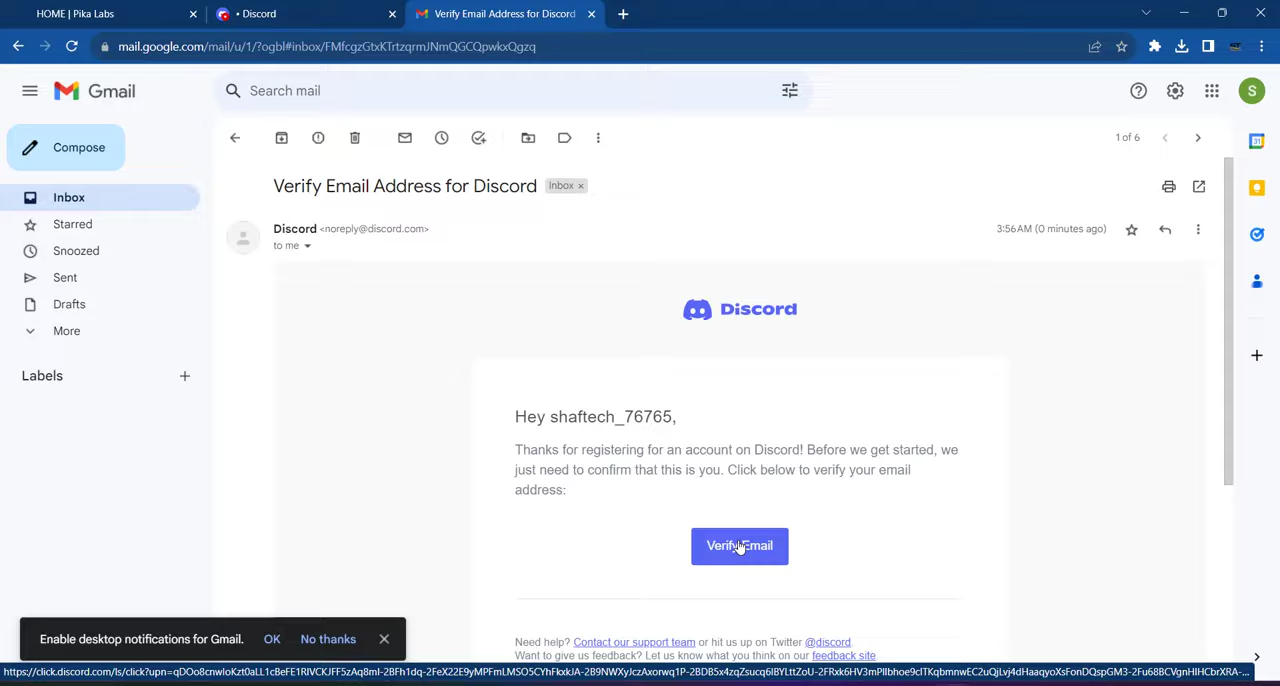 HOME | Pika Labs
• Discord
Verify Email Address for Discord
mail.google.com/mail/u/1/?ogbl#inbox/FMfcgzGtxKTrtzqrmJNmQGCQpwkxQgzq
Gmail
Search mail
S
Compose
1 of 6
31
Inbox
Starred
Snoozed
Sent
Drafts
More
Labels
Verify Email Address for Discord
Inbox ×
Discord <noreply@discord.com>
3:56 AM (0 minutes ago)
to me
Discord
Hey shaftech_76765,
Thanks for registering for an account on Discord! Before we get started, we
just need to confirm that this is you. Click below to verify your email
address:
Verify Email
Need help? Contact our support team or hit us up on Twitter @discord.
Want to give us feedback? Let us know what you think on our feedback site
Enable desktop notifications for Gmail. OK No thanks